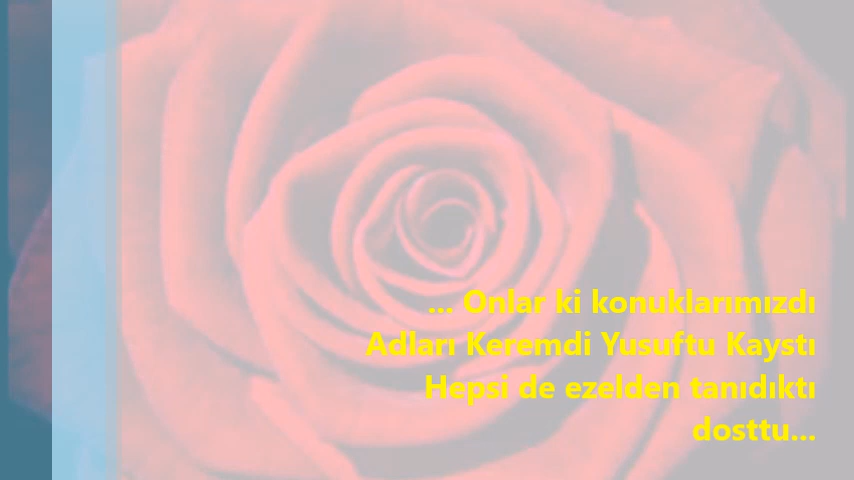 ... Onlar ki konuklarımızdı
Adları Keremdi Yusuftu Kaystı
Hepsi de ezelden tanıdıktı
dosttu...